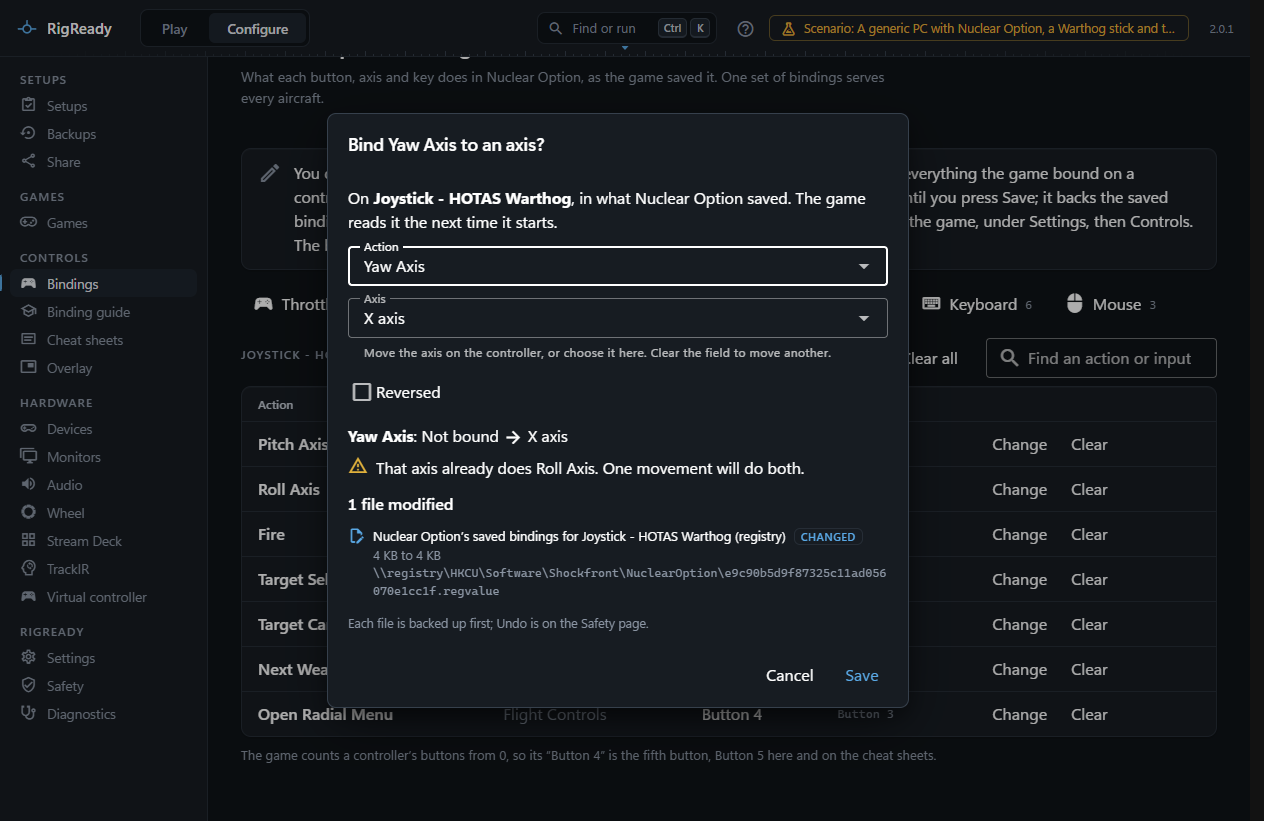 RigReady
Play
Configure
Find or run
Ctrl
K
Scenario: A generic PC with Nuclear Option, a Warthog stick and t...
2.0.1
SETUPS
Setups
Backups
Share
GAMES
Games
CONTROLS
Bindings
Binding guide
Cheat sheets
Overlay
HARDWARE
Devices
Monitors
Audio
Wheel
Stream Deck
TrackIR
Virtual controller
RIGREADY
Settings
Safety
Diagnostics
What each button, axis and key does in Nuclear Option, as the game saved it. One set of bindings serves
every aircraft.
everything the game bound on a
until you press Save; it backs the saved
the game, under Settings, then Controls.
Keyboard 6
Mouse 3
JOYSTICK - HO
Clear all
Find an action or input
Action
Pitch Axis
Change
Clear
Roll Axis
Change
Clear
Fire
Change
Clear
Target Sel
Change
Clear
Target Ca
Change
Clear
Next Wea
Change
Clear
Open Radial Menu
Flight Controls
Button 4
Button 3
Change
Clear
The game counts a controller's buttons from 0, so its “Button 4” is the fifth button, Button 5 here and on the cheat sheets.
Bind Yaw Axis to an axis?
On Joystick - HOTAS Warthog, in what Nuclear Option saved. The game
reads it the next time it starts.
Action
Yaw Axis
Axis
X axis
Move the axis on the controller, or choose it here. Clear the field to move another.
Reversed
Yaw Axis: Not bound → X axis
That axis already does Roll Axis. One movement will do both.
1 file modified
Nuclear Option’s saved bindings for Joystick - HOTAS Warthog (registry)
CHANGED
4 KB to 4 KB
\\registry\HKCU\Software\Shockfront\NuclearOption\e9c90b5d9f87325c11ad056
070e1cc1f.regvalue
Each file is backed up first; Undo is on the Safety page.
Cancel
Save